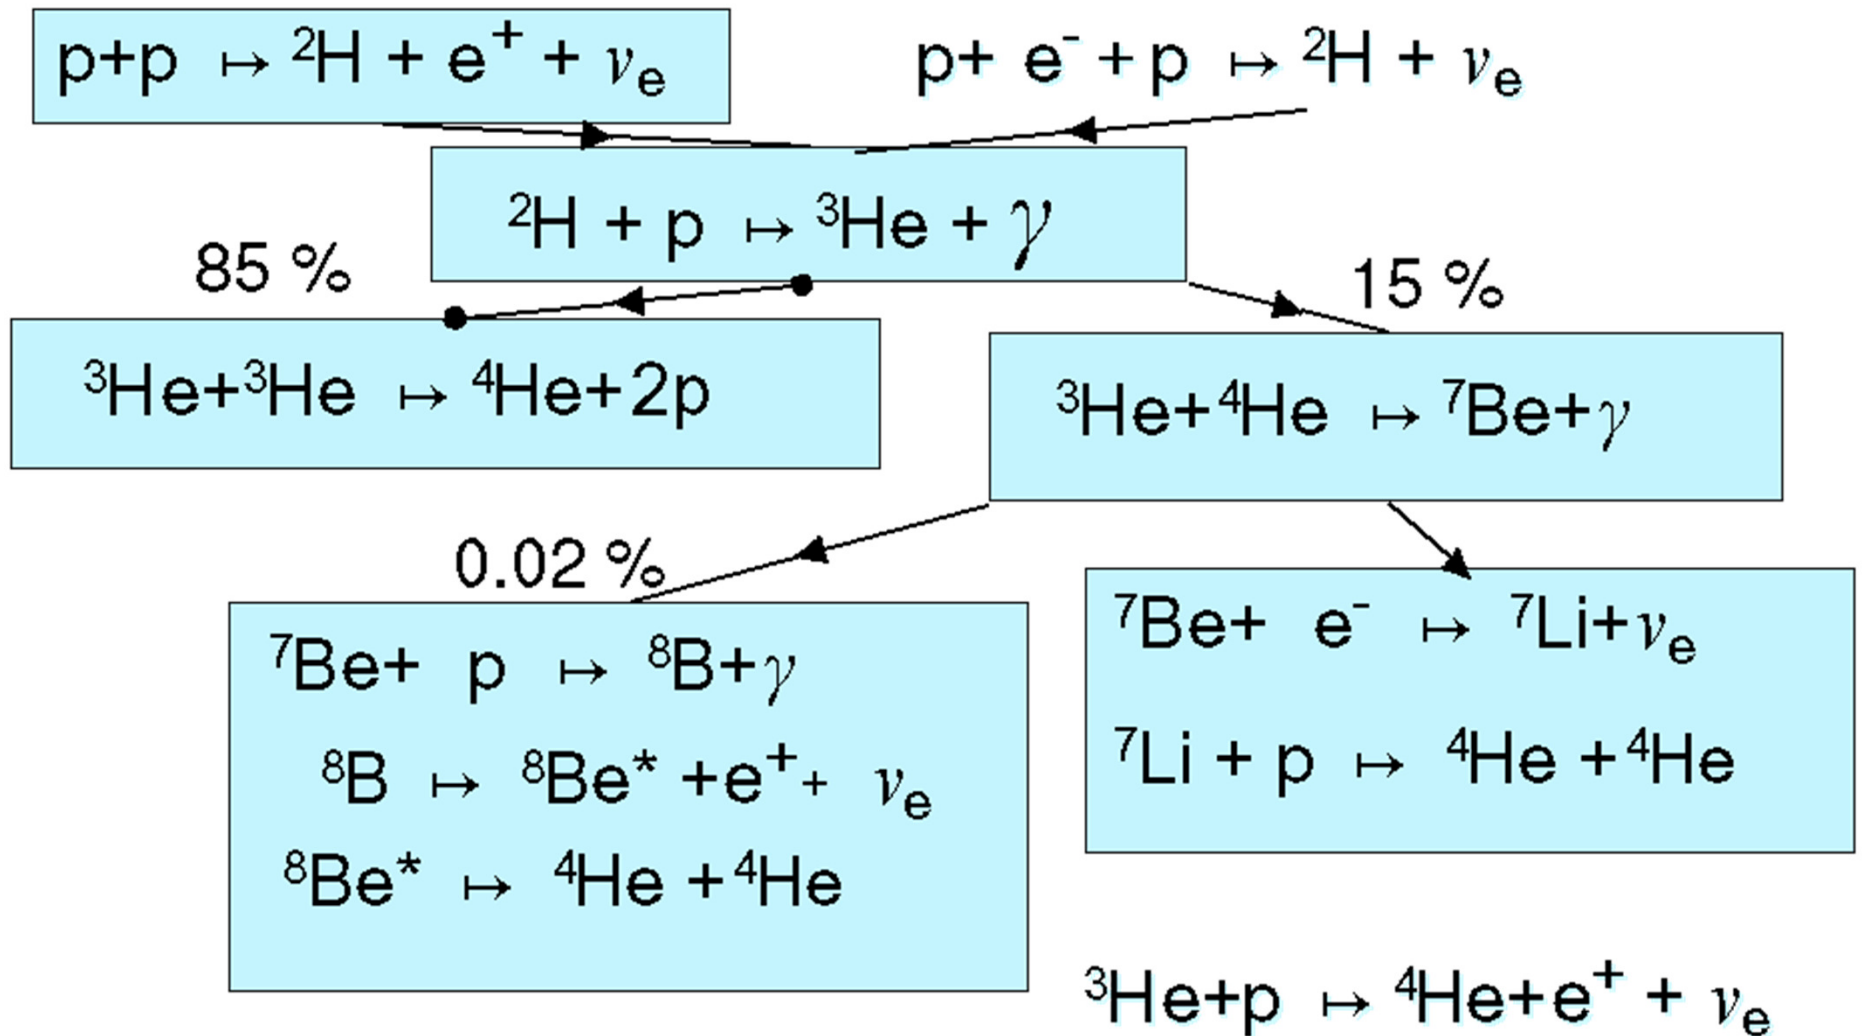 p+p ↦ ²H + e⁺ + νₑ
p+ e⁻ + p ↦ ²H + νₑ
²H + p ↦ ³He + γ
85 %
15 %
³He+³He ↦ ⁴He+2p
³He+⁴He ↦ ⁷Be+γ
0.02 %
⁷Be+ p ↦ ⁸B+γ
⁸B ↦ ⁸Be* +e⁺+ νₑ
⁸Be* ↦ ⁴He +⁴He
⁷Be+ e⁻ ↦ ⁷Li+νₑ
⁷Li + p ↦ ⁴He +⁴He
³He+p ↦ ⁴He+e⁺ + νₑ